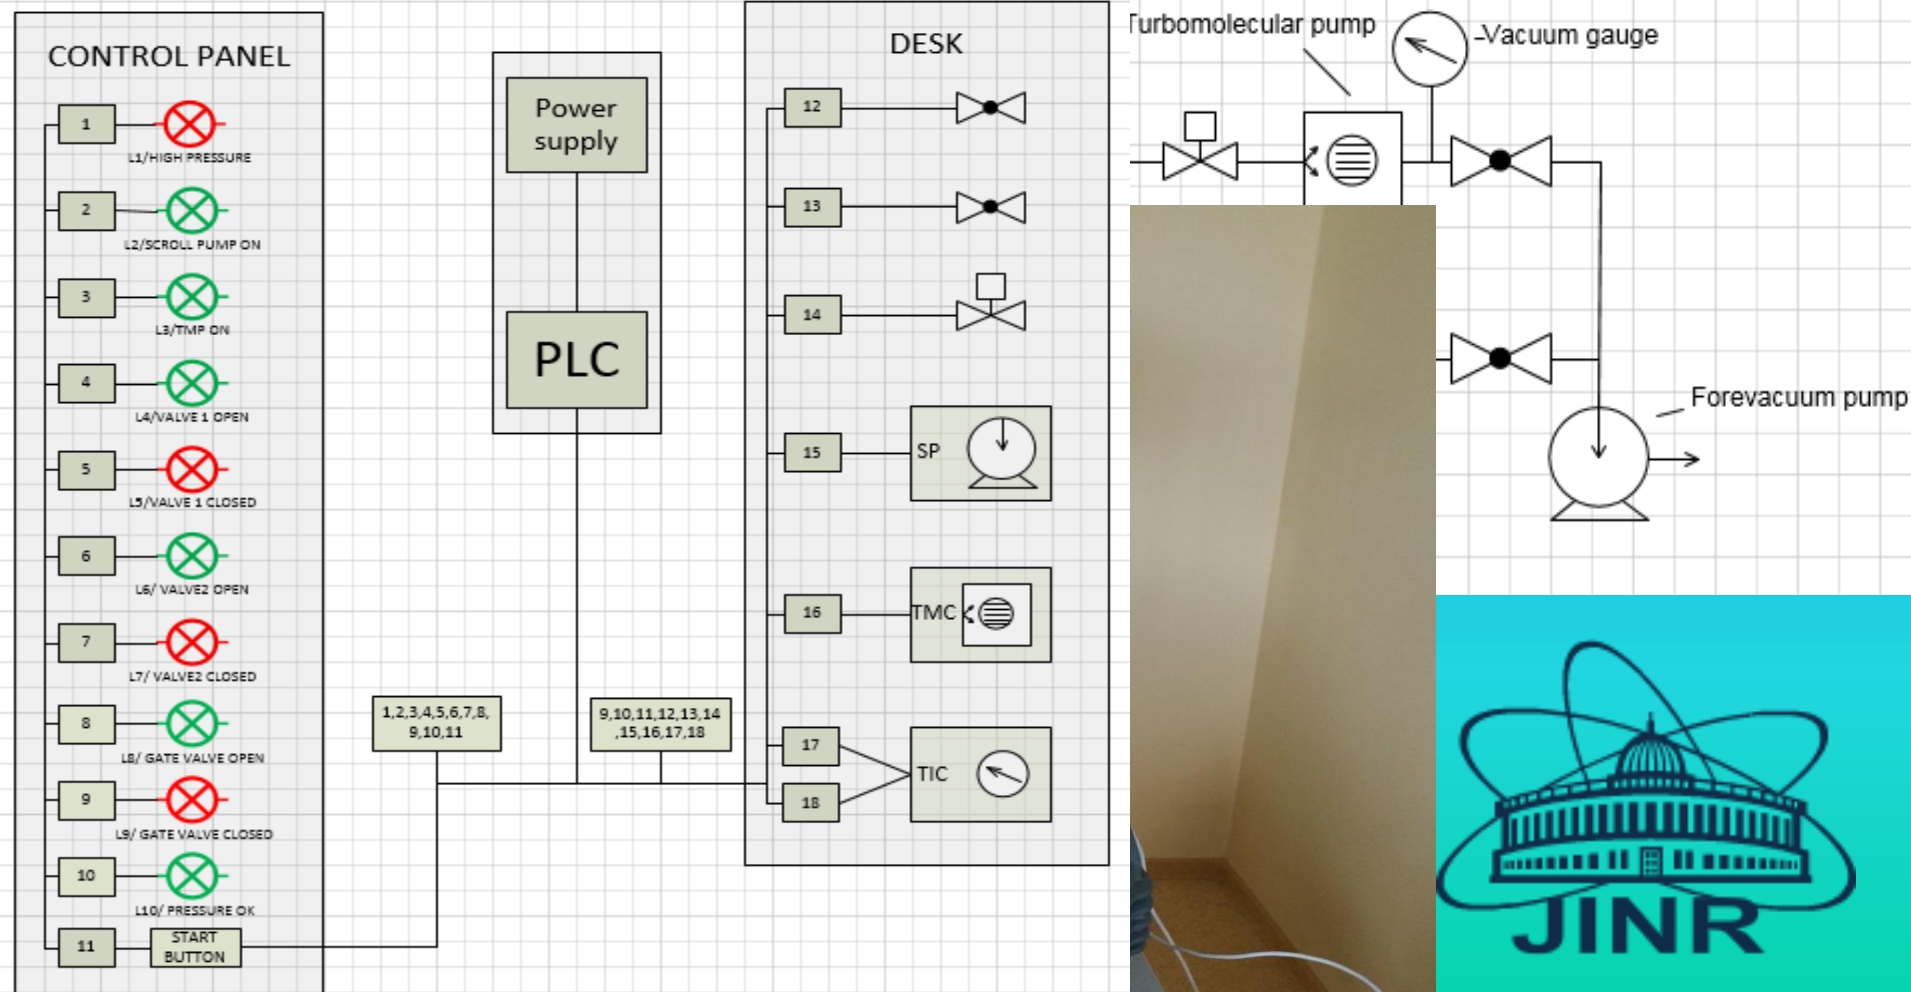 CONTROL PANEL
1
L1/HIGH PRESSURE
2
L2/SCROLL PUMP ON
3
L3/TMP ON
4
L4/VALVE 1 OPEN
5
L5/VALVE 1 CLOSED
6
L6/ VALVE2 OPEN
7
L7/ VALVE2 CLOSED
8
L8/ GATE VALVE OPEN
9
L9/ GATE VALVE CLOSED
10
L10/ PRESSURE OK
11
START
BUTTON
Power
supply
PLC
1,2,3,4,5,6,7,8,
9,10,11
9,10,11,12,13,14
,15,16,17,18
DESK
12
13
14
15
SP
16
TMC
17
TIC
18
Turbomolecular pump
Vacuum gauge
Forevacuum pump
JINR